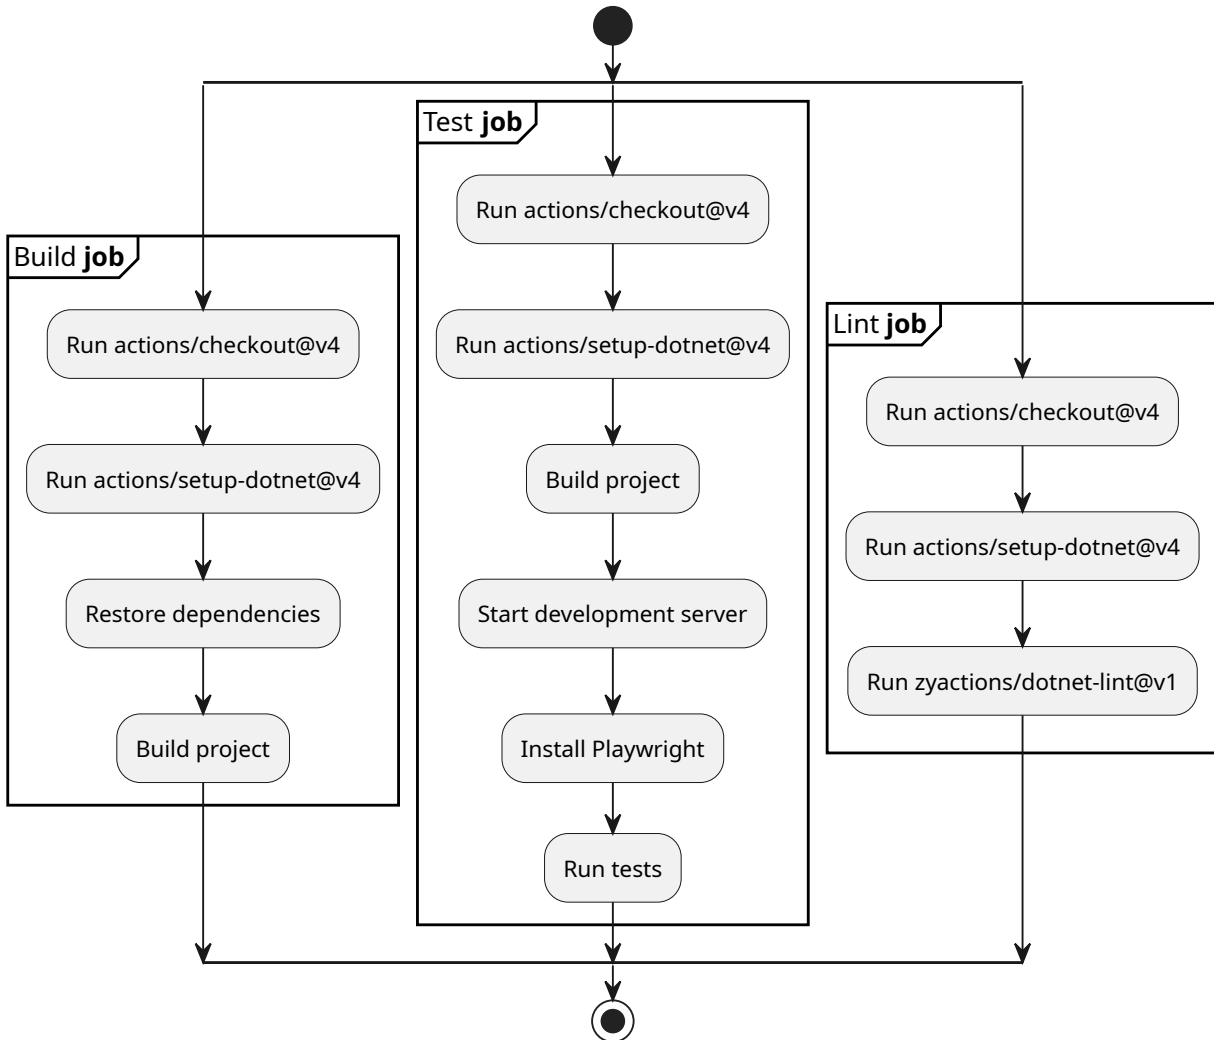 Test job
Run actions/checkout@v4
Run actions/setup-dotnet@v4
Build project
Start development server
Install Playwright
Run tests
Build job
Run actions/checkout@v4
Run actions/setup-dotnet@v4
Restore dependencies
Build project
Lint job
Run actions/checkout@v4
Run actions/setup-dotnet@v4
Run zyactions/dotnet-lint@v1